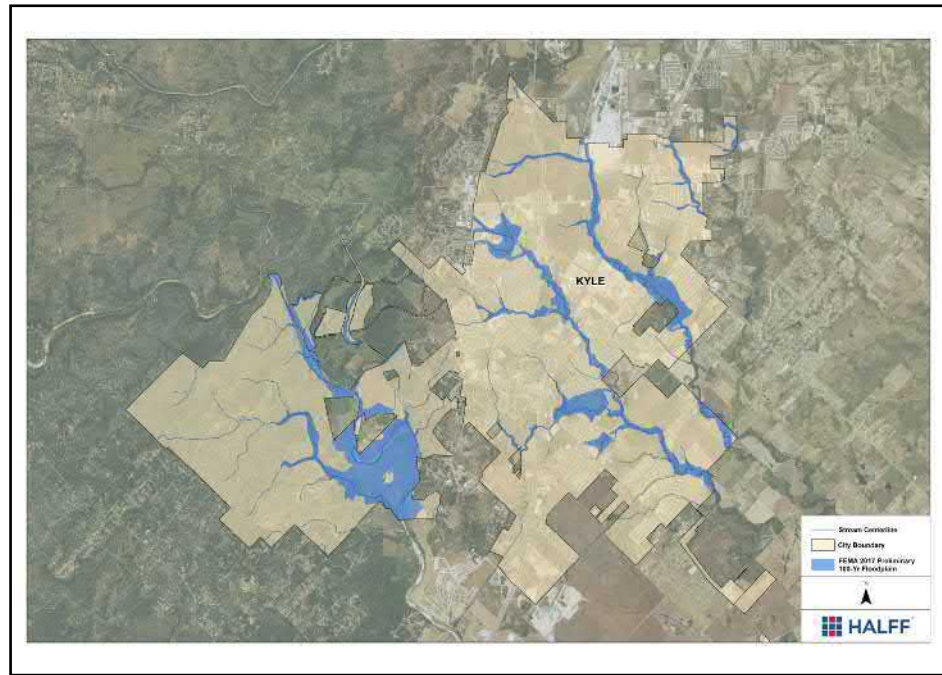 KYLE
Stream Centerline
City Boundary
FEMA 2017 Preliminary
100-Yr Floodplain
HALFF